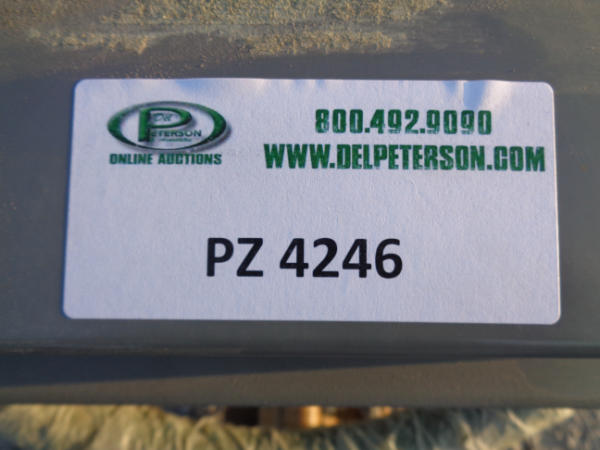 Del
PETERSON
ONLINE AUCTIONS
800.492.9090
WWW.DELPETERSON.COM
PZ 4246